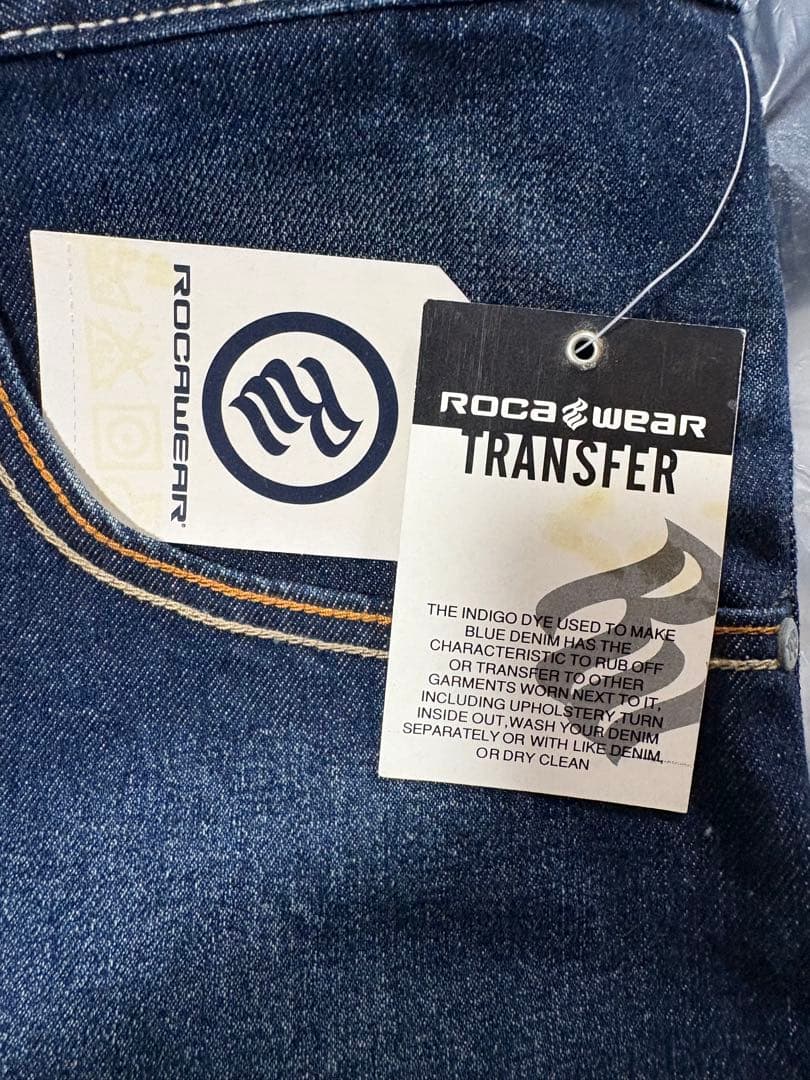 ROCAWEAR
ROCAWEAR
TRANSFER
THE INDIGO DYE USED TO MAKE
BLUE DENIM HAS THE
CHARACTERISTIC TO RUB OFF
OR TRANSFER TO OTHER
GARMENTS WORN NEXT TO IT,
INCLUDING UPHOLSTERY,TURN
INSIDE OUT,WASH YOUR DENIM
SEPARATELY OR WITH LIKE DENIM,
OR DRY CLEAN